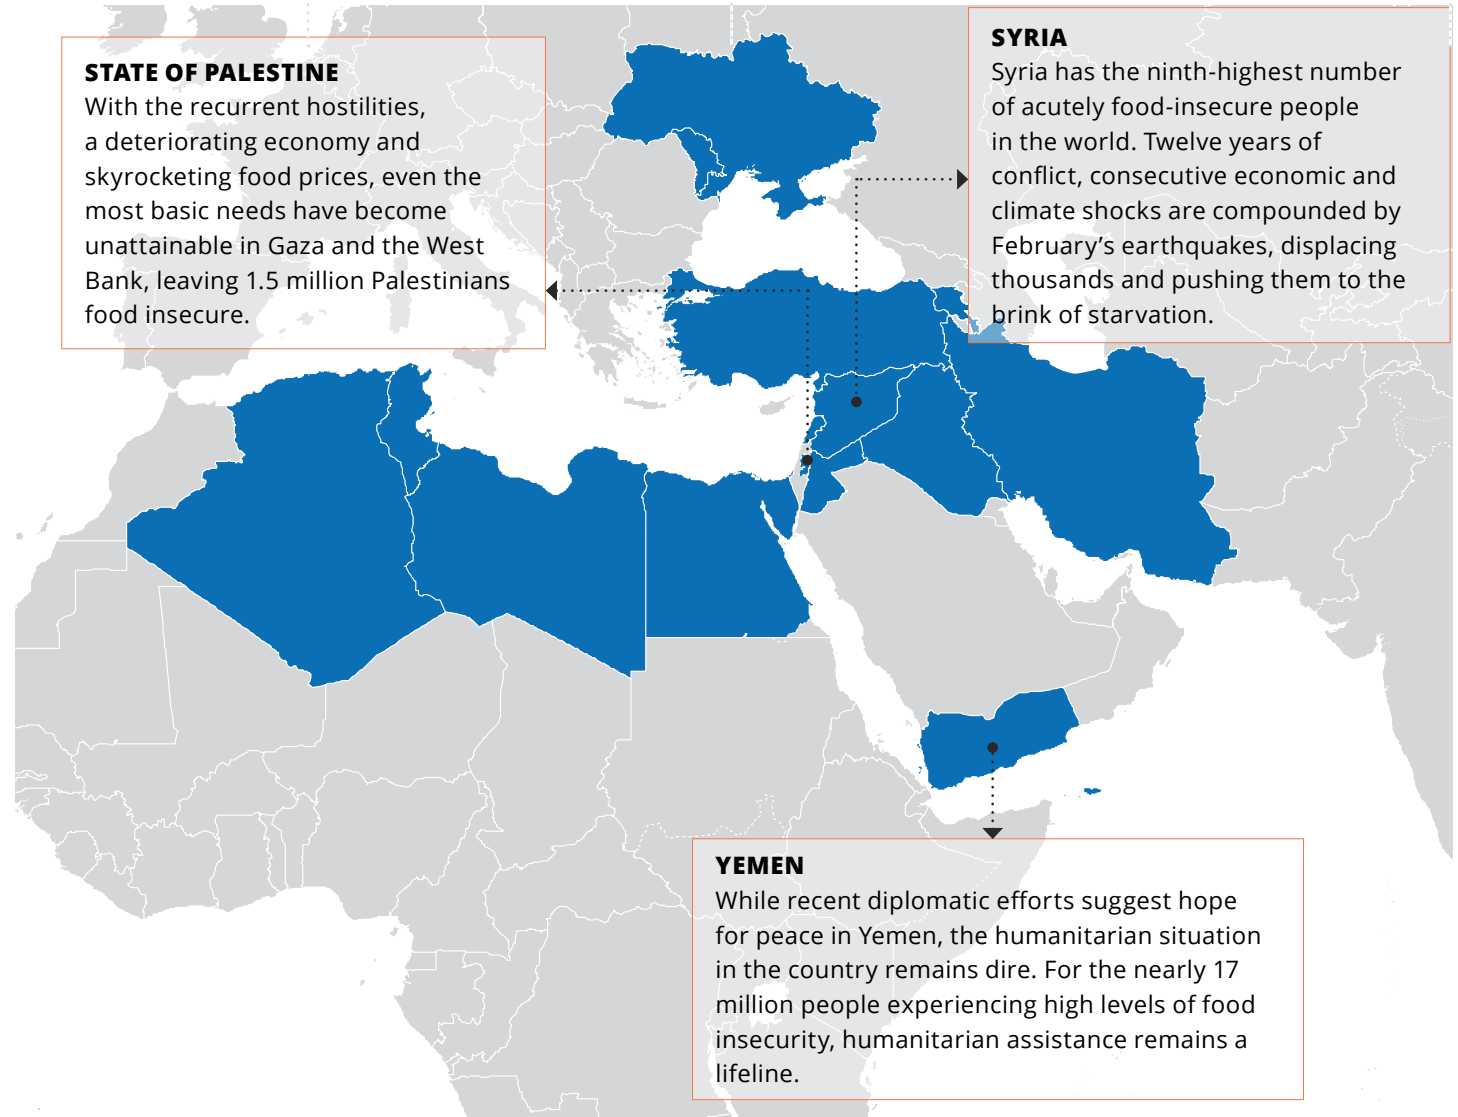 STATE OF PALESTINE
With the recurrent hostilities,
a deteriorating economy and
skyrocketing food prices, even the
most basic needs have become
unattainable in Gaza and the West
Bank, leaving 1.5 million Palestinians
food insecure.
SYRIA
Syria has the ninth-highest number
of acutely food-insecure people
in the world. Twelve years of
conflict, consecutive economic and
climate shocks are compounded by
February’s earthquakes, displacing
thousands and pushing them to the
brink of starvation.
YEMEN
While recent diplomatic efforts suggest hope
for peace in Yemen, the humanitarian situation
in the country remains dire. For the nearly 17
million people experiencing high levels of food
insecurity, humanitarian assistance remains a
lifeline.